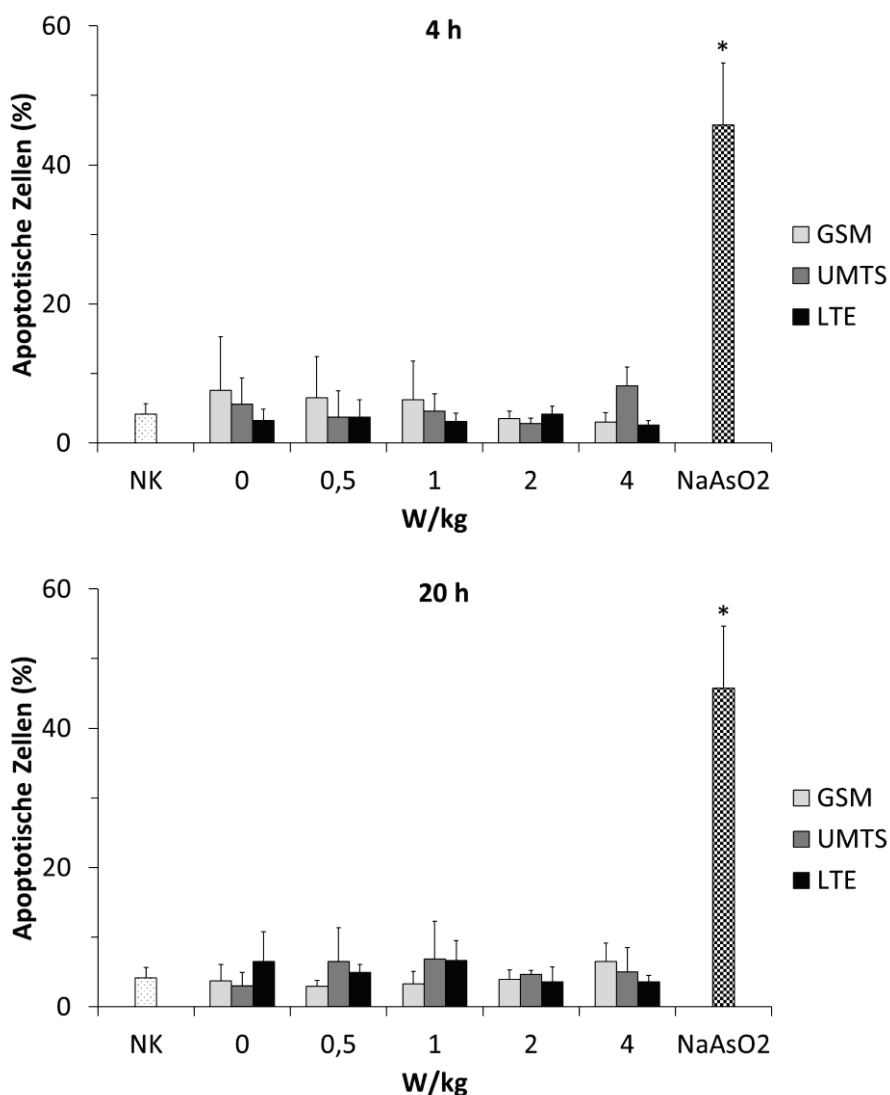 4 h
Apoptotische Zellen (%)
60
40
20
0
*
GSM
UMTS
LTE
NK 0 0,5 1 2 4 NaAsO2
W/kg
20 h
Apoptotische Zellen (%)
60
40
20
0
*
GSM
UMTS
LTE
NK 0 0,5 1 2 4 NaAsO2
W/kg